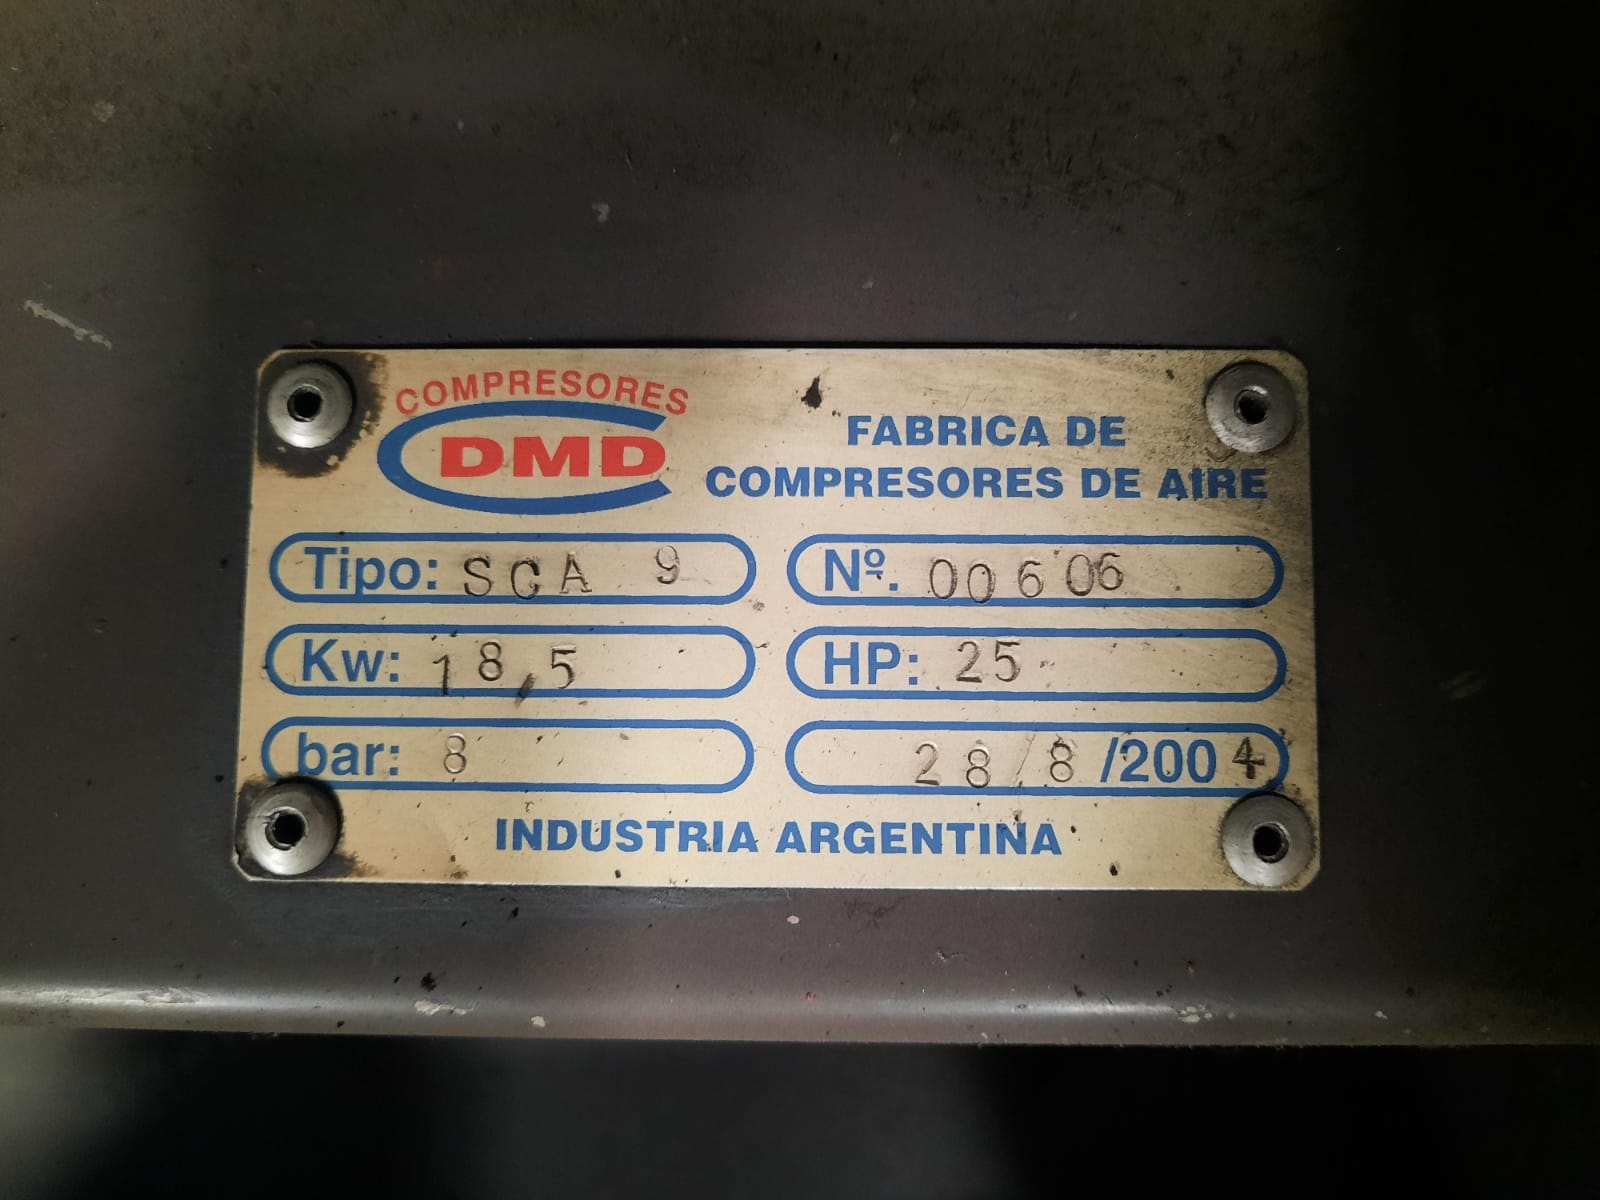 COMPRESORES
DMD
FABRICA DE
COMPRESORES DE AIRE
Tipo: SCA 9
Nº. 00606
Kw: 18,5
HP: 25
bar: 8
28/8/2004
INDUSTRIA ARGENTINA